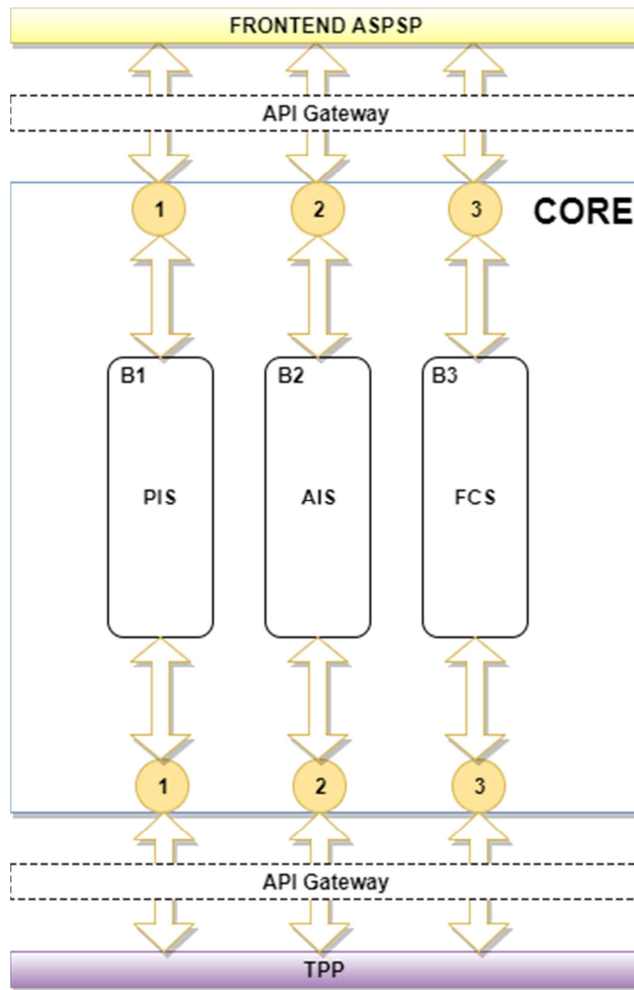 FRONTEND ASPSP
API Gateway
1 2 3 CORE
B1 B2 B3
PIS AIS FCS
1 2 3
API Gateway
TPP